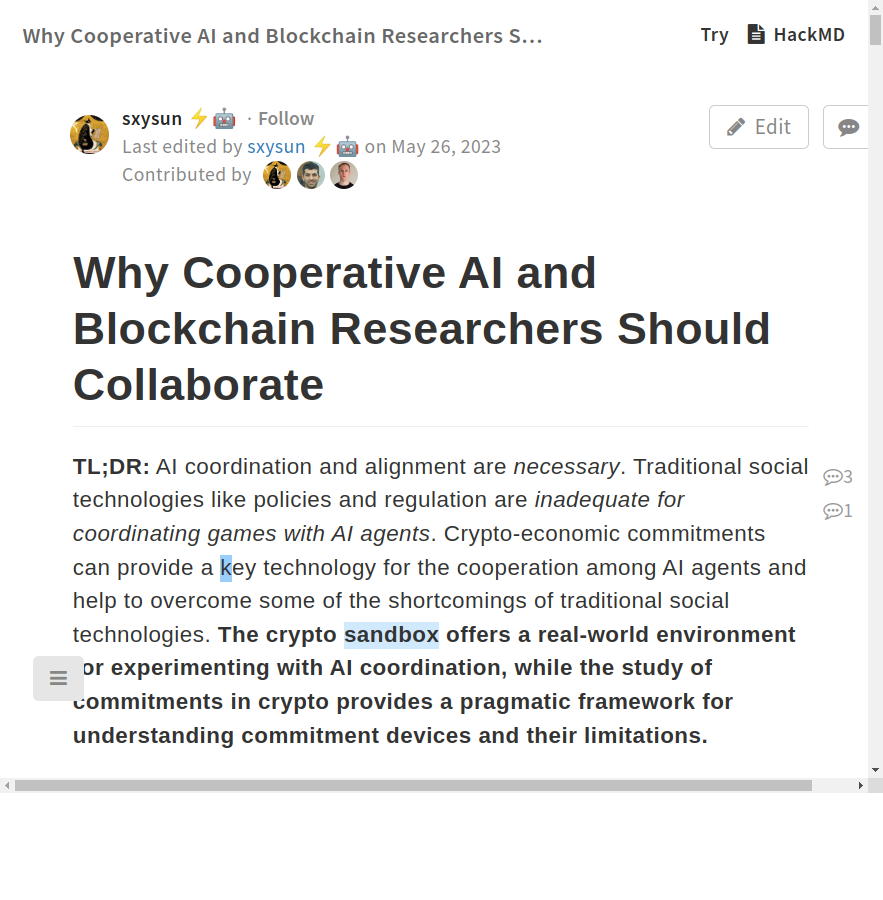 Why Cooperative AI and Blockchain Researchers S...
Try HackMD
sxysun ⚡🤖 · Follow
Edit
Last edited by sxysun ⚡🤖 on May 26, 2023
Contributed by
Why Cooperative AI and
Blockchain Researchers Should
Collaborate
TL;DR: AI coordination and alignment are necessary. Traditional social
3
technologies like policies and regulation are inadequate for
1
coordinating games with AI agents. Crypto-economic commitments
can provide a key technology for the cooperation among AI agents and
help to overcome some of the shortcomings of traditional social
technologies. The crypto sandbox offers a real-world environment
or experimenting with AI coordination, while the study of
commitments in crypto provides a pragmatic framework for
understanding commitment devices and their limitations.